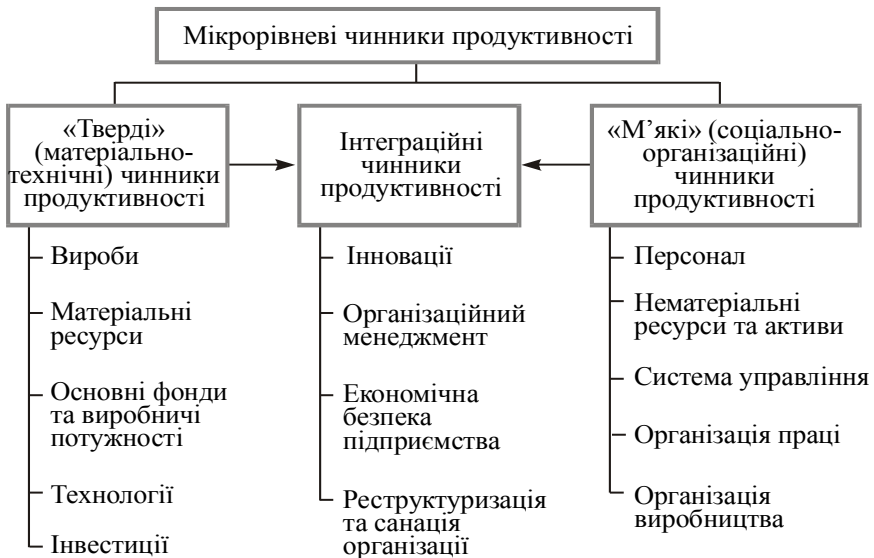 Мікрорівневі чинники продуктивності
«Тверді»
(матеріально-
технічні) чинники
продуктивності
Вироби
Матеріальні
ресурси
Основні фонди
та виробничі
потужності
Технології
Інвестиції
Інтеграційні
чинники
продуктивності
Інновації
Організаційний
менеджмент
Економічна
безпека
підприємства
Реструктуризація
та санація
організації
«М’які» (соціально-
організаційні)
чинники
продуктивності
Персонал
Нематеріальні
ресурси та активи
Система управління
Організація праці
Організація
виробництва